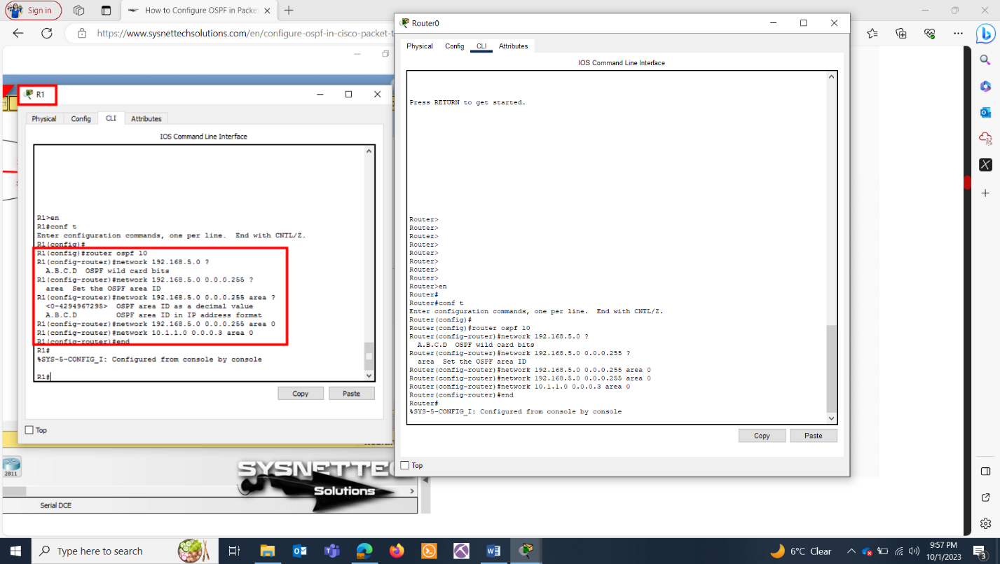 Sign in
How to Configure OSPF in Packet
https://www.sysnettechsolutions.com/en/configure-ospf-in-cisco-packet-t
R1
Physical Config CLI Attributes
IOS Command Line Interface
R1>en
R1#conf t
Enter configuration commands, one per line.  End with CNTL/Z.
R1(config)#
R1(config)#router ospf 10
R1(config-router)#network 192.168.5.0 ?
A.B.C.D  OSPF wild card bits
R1(config-router)#network 192.168.5.0 0.0.0.255 ?
area  Set the OSPF area ID
R1(config-router)#network 192.168.5.0 0.0.0.255 area ?
<0-4294967295>  OSPF area ID as a decimal value
A.B.C.D         OSPF area ID in IP address format
R1(config-router)#network 192.168.5.0 0.0.0.255 area 0
R1(config-router)#network 10.1.1.0 0.0.0.3 area 0
R1(config-router)#end
R1#
%SYS-5-CONFIG_I: Configured from console by console
R1#
Copy Paste
Top
2811
SYSNETTEC
Solutions
Serial DCE
Router0
Physical Config CLI Attributes
IOS Command Line Interface
Press RETURN to get started.
Router>
Router>
Router>
Router>
Router>
Router>
Router>
Router>
Router>en
Router#
Router#conf t
Enter configuration commands, one per line.  End with CNTL/Z.
Router(config)#
Router(config)#router ospf 10
Router(config-router)#network 192.168.5.0 ?
A.B.C.D  OSPF wild card bits
Router(config-router)#network 192.168.5.0 0.0.0.255 ?
area  Set the OSPF area ID
Router(config-router)#network 192.168.5.0 0.0.0.255 area 0
Router(config-router)#network 192.168.5.0 0.0.0.255 area 0
Router(config-router)#network 10.1.1.0 0.0.0.3 area 0
Router(config-router)#end
Router#
%SYS-5-CONFIG_I: Configured from console by console
Copy Paste
Top
Type here to search
6°C Clear
9:57 PM
10/1/2023
3